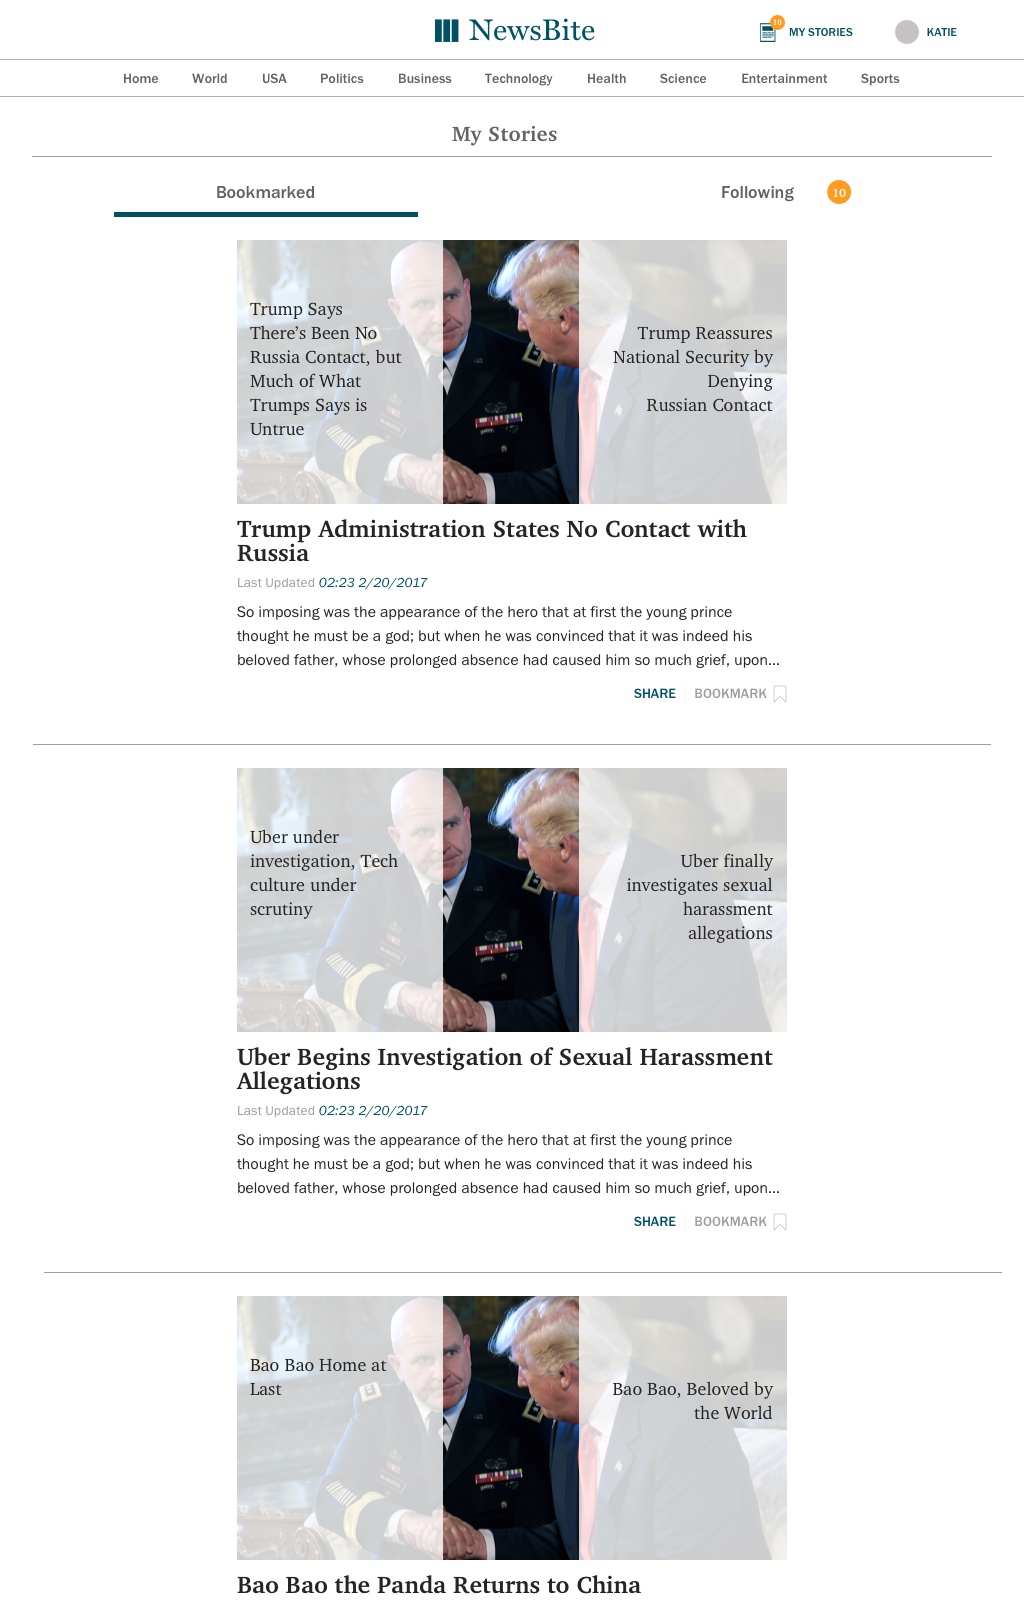 NewsBite
10
MY STORIES
KATIE
Home World USA Politics Business Technology Health Science Entertainment Sports
My Stories
Bookmarked
Following 10
Trump Says
There's Been No
Russia Contact, but
Much of What
Trumps Says is
Untrue
Trump Reassures
National Security by
Denying
Russian Contact
Trump Administration States No Contact with
Russia
Last Updated 02:23 2/20/2017
So imposing was the appearance of the hero that at first the young prince
thought he must be a god; but when he was convinced that it was indeed his
beloved father, whose prolonged absence had caused him so much grief, upon...
SHARE BOOKMARK
Uber under
investigation, Tech
culture under
scrutiny
Uber finally
investigates sexual
harassment
allegations
Uber Begins Investigation of Sexual Harassment
Allegations
Last Updated 02:23 2/20/2017
So imposing was the appearance of the hero that at first the young prince
thought he must be a god; but when he was convinced that it was indeed his
beloved father, whose prolonged absence had caused him so much grief, upon...
SHARE BOOKMARK
Bao Bao Home at
Last
Bao Bao, Beloved by
the World
Bao Bao the Panda Returns to China